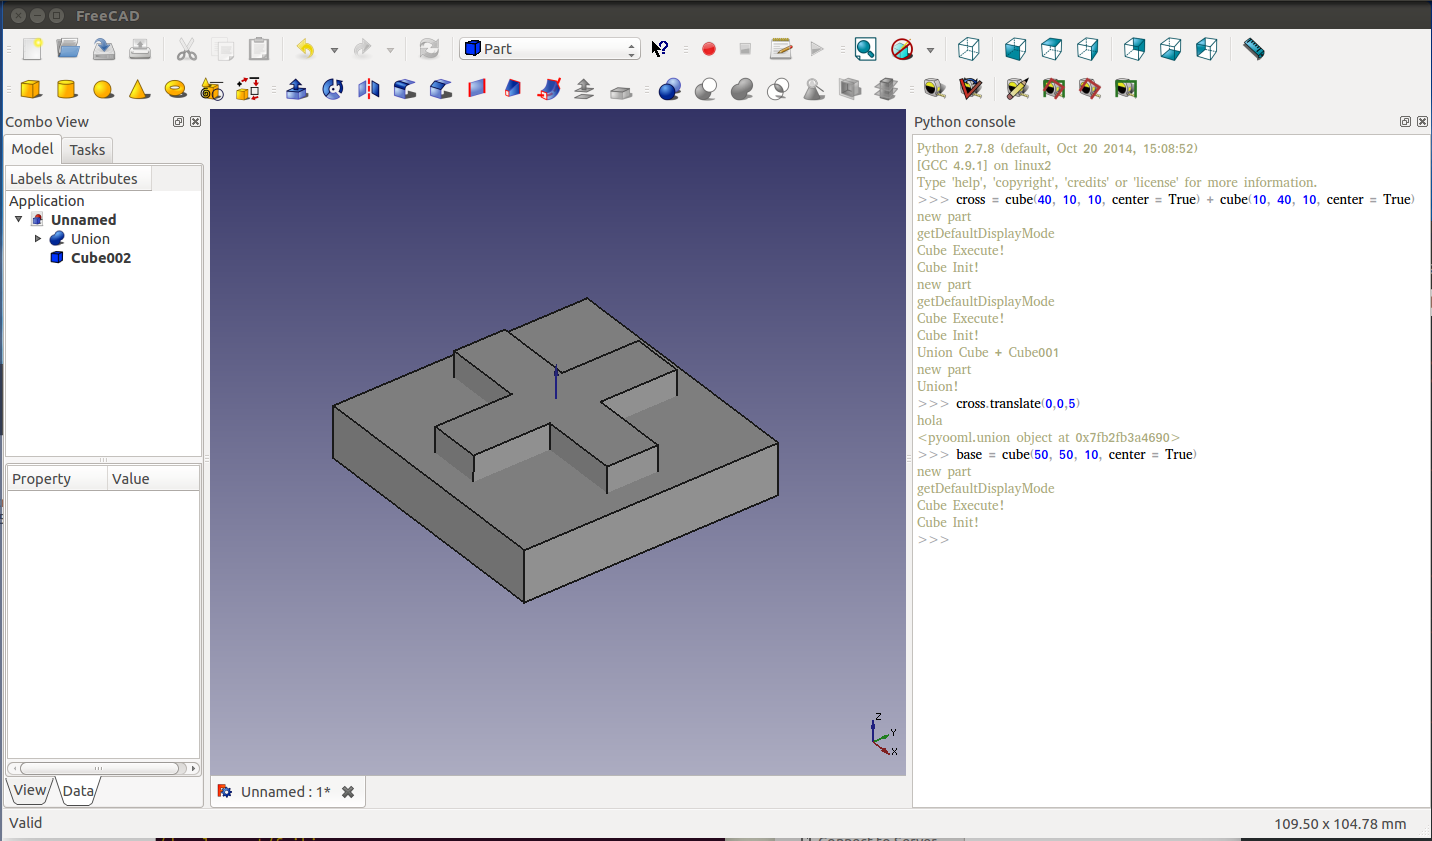 FreeCAD
Part
Combo View
Model
Tasks
Labels & Attributes
Application
Unnamed
Union
Cube002
Property
Value
View
Data
Z
Y
X
Unnamed : 1*
Python console
Python 2.7.8 (default, Oct 20 2014, 15:08:52)
[GCC 4.9.1] on linux2
Type 'help', 'copyright', 'credits' or 'license' for more information.
>>> cross = cube(40, 10, 10, center = True) + cube(10, 40, 10, center = True)
new part
getDefaultDisplayMode
Cube Execute!
Cube Init!
new part
getDefaultDisplayMode
Cube Execute!
Cube Init!
Union Cube + Cube001
new part
Union!
>>> cross.translate(0,0,5)
hola
<pyooml.union object at 0x7fb2fb3a4690>
>>> base = cube(50, 50, 10, center = True)
new part
getDefaultDisplayMode
Cube Execute!
Cube Init!
>>>
Valid
109.50 x 104.78 mm